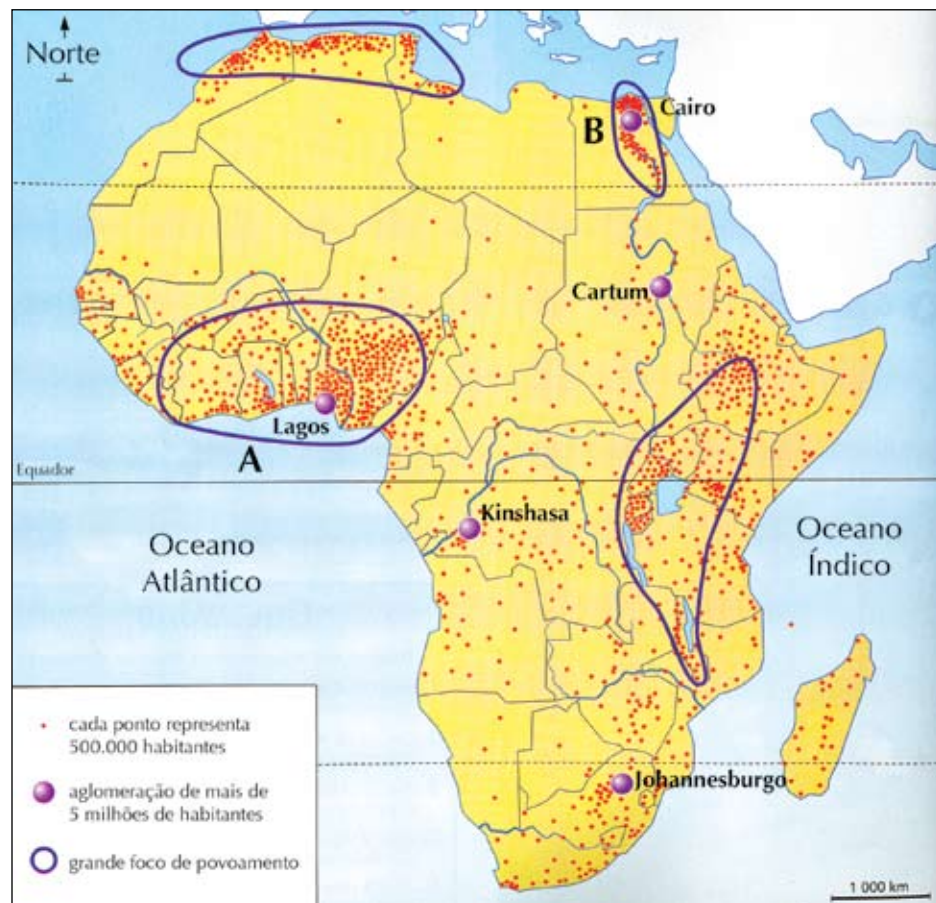 Norte
Cairo
B
Cartum
Lagos
A
Equador
Kinshasa
Oceano
Atlântico
Oceano
Índico
Johannesburgo
cada ponto representa
500.000 habitantes
aglomeração de mais de
5 milhões de habitantes
grande foco de povoamento
1 000 km